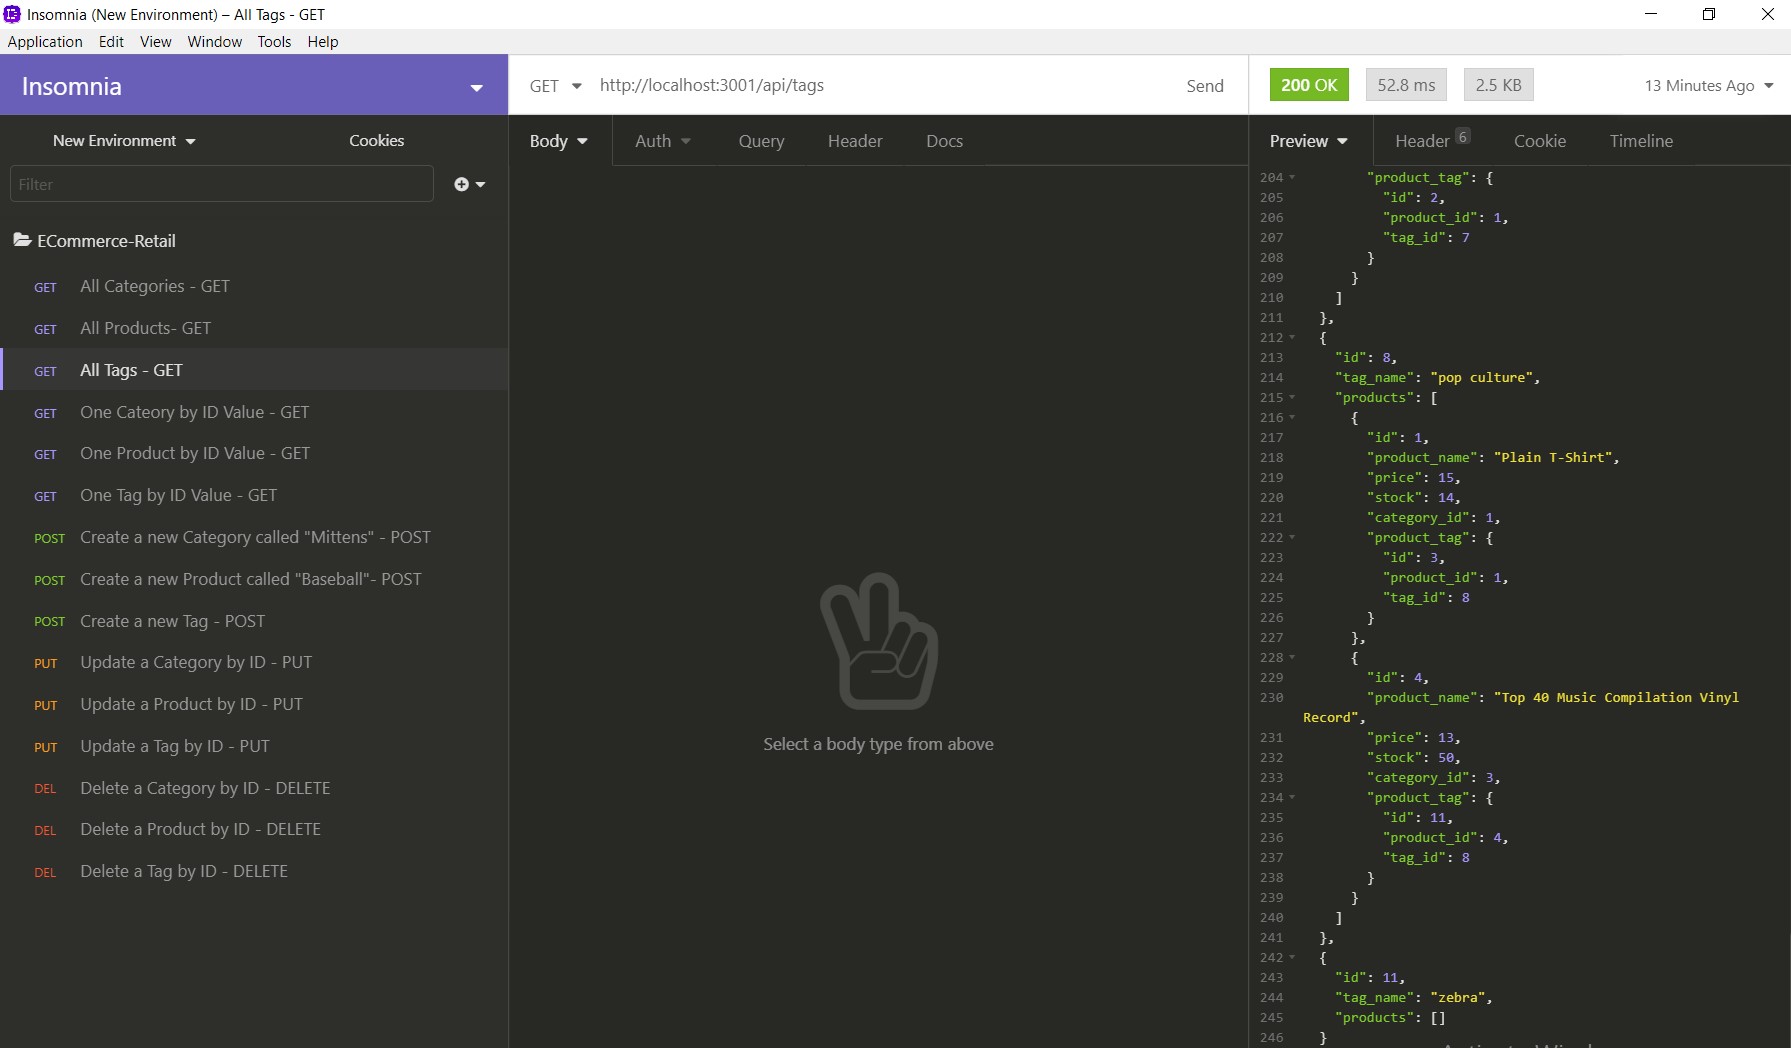 Insomnia (New Environment) – All Tags - GET
Application Edit View Window Tools Help
Insomnia
New Environment Cookies
Filter
ECommerce-Retail
GET All Categories - GET
GET All Products- GET
GET All Tags - GET
GET One Cateory by ID Value - GET
GET One Product by ID Value - GET
GET One Tag by ID Value - GET
POST Create a new Category called "Mittens" - POST
POST Create a new Product called "Baseball"- POST
POST Create a new Tag - POST
PUT Update a Category by ID - PUT
PUT Update a Product by ID - PUT
PUT Update a Tag by ID - PUT
DEL Delete a Category by ID - DELETE
DEL Delete a Product by ID - DELETE
DEL Delete a Tag by ID - DELETE
GET http://localhost:3001/api/tags Send
Body Auth Query Header Docs
Select a body type from above
200 OK 52.8 ms 2.5 KB 13 Minutes Ago
Preview Header 6 Cookie Timeline
204 "product_tag": {
205 "id": 2,
206 "product_id": 1,
207 "tag_id": 7
208 }
209 }
210 ]
211 },
212 {
213 "id": 8,
214 "tag_name": "pop culture",
215 "products": [
216 {
217 "id": 1,
218 "product_name": "Plain T-Shirt",
219 "price": 15,
220 "stock": 14,
221 "category_id": 1,
222 "product_tag": {
223 "id": 3,
224 "product_id": 1,
225 "tag_id": 8
226 }
227 },
228 {
229 "id": 4,
230 "product_name": "Top 40 Music Compilation Vinyl
Record",
231 "price": 13,
232 "stock": 50,
233 "category_id": 3,
234 "product_tag": {
235 "id": 11,
236 "product_id": 4,
237 "tag_id": 8
238 }
239 }
240 ]
241 },
242 {
243 "id": 11,
244 "tag_name": "zebra",
245 "products": []
246 }